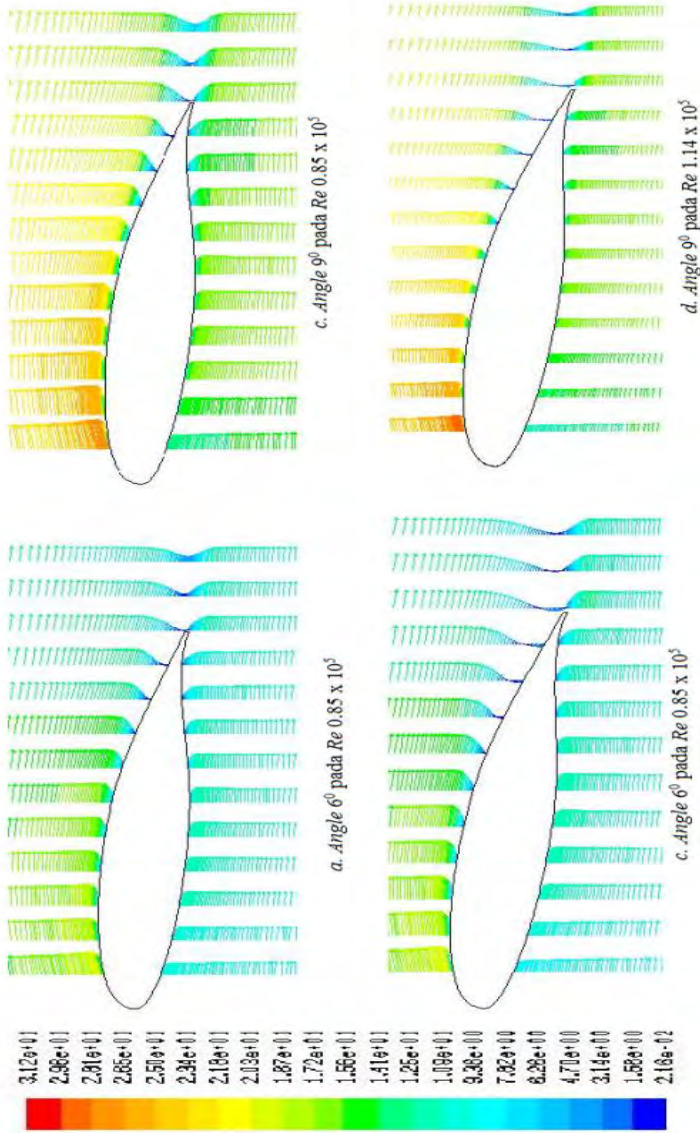 3.12e+01
2.96e+01
2.81e+01
2.65e+01
2.50e+01
2.34e+01
2.18e+01
2.03e+01
1.87e+01
1.72e+01
1.56e+01
1.41e+01
1.25e+01
1.09e+01
9.38e+00
7.82e+00
6.26e+00
4.70e+00
3.14e+00
1.58e+00
2.16e-02
a. Angle 6⁰ pada Re 0.85 x 10⁵
c. Angle 9⁰ pada Re 0.85 x 10⁵
c. Angle 6⁰ pada Re 0.85 x 10⁵
d. Angle 9⁰ pada Re 1.14 x 10⁵